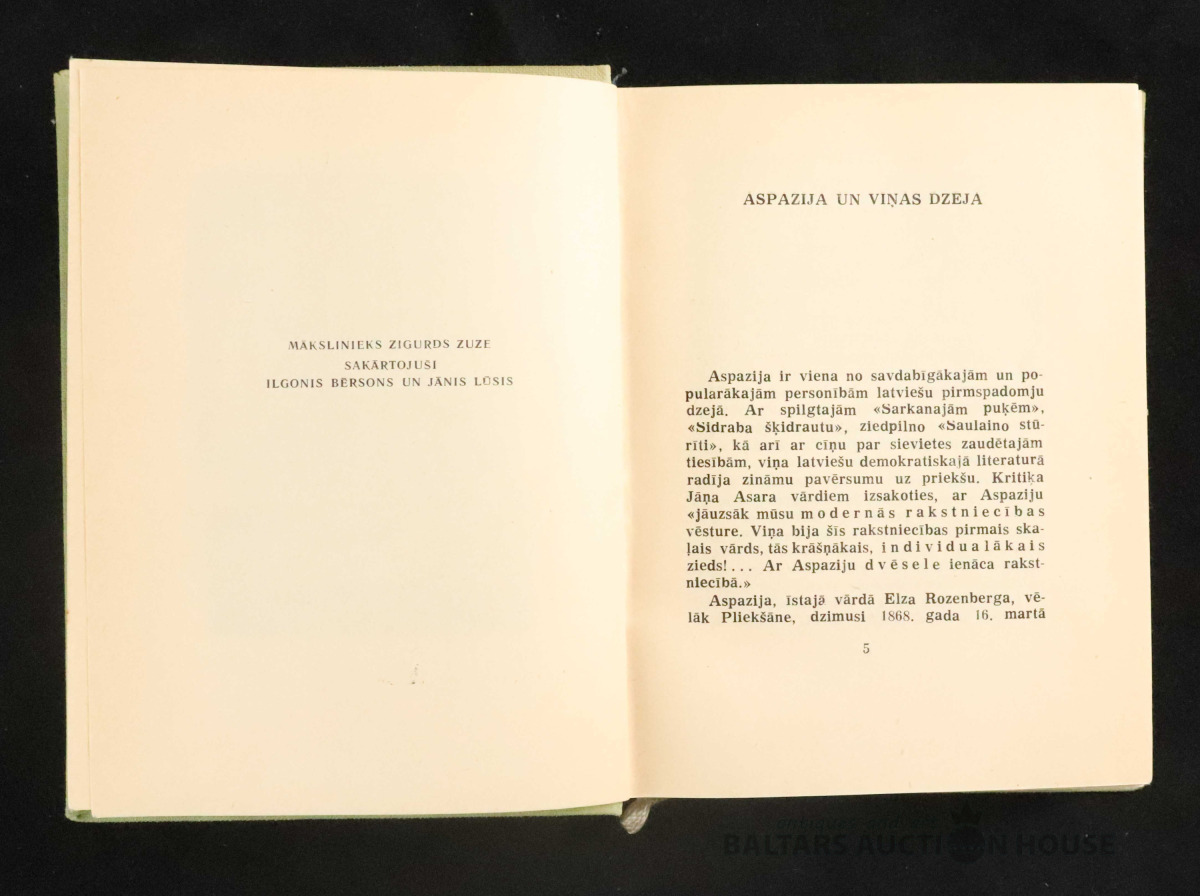 MĀKSLINIEKS ZIGURDS ZUZE
SAKĀRTOJUŠI
ILGONIS BĒRSONS UN JĀNIS LŪSIS
ASPAZIJA UN VIŅAS DZEJA
Aspazija ir viena no savdabīgākajām un po-
pularākajām personībām latviešu pirmspadomju
dzejā. Ar spilgtajām «Sarkanajām puķēm»,
«Sidraba šķidrautu», ziedpilno «Saulaino stū-
rīti», kā arī ar cīņu par sievietes zaudētajām
tiesībām, viņa latviešu demokratiskajā literaturā
radīja zināmu pavērsumu uz priekšu. Kritiķa
Jāņa Asara vārdiem izsakoties, ar Aspaziju
«jāuzsāk mūsu modernās rakstniecības
vēsture. Viņa bija šīs rakstniecības pirmais ska-
ļais vārds, tās krāšņākais, individualākais
zieds!... Ar Aspaziju dvēsele ienāca rakst-
niecībā.»
Aspazija, īstajā vārdā Elza Rozenberga, vē-
lāk Pliekšāne, dzimusi 1868. gada 16. martā
5
BALTARS AUCTION HOUSE